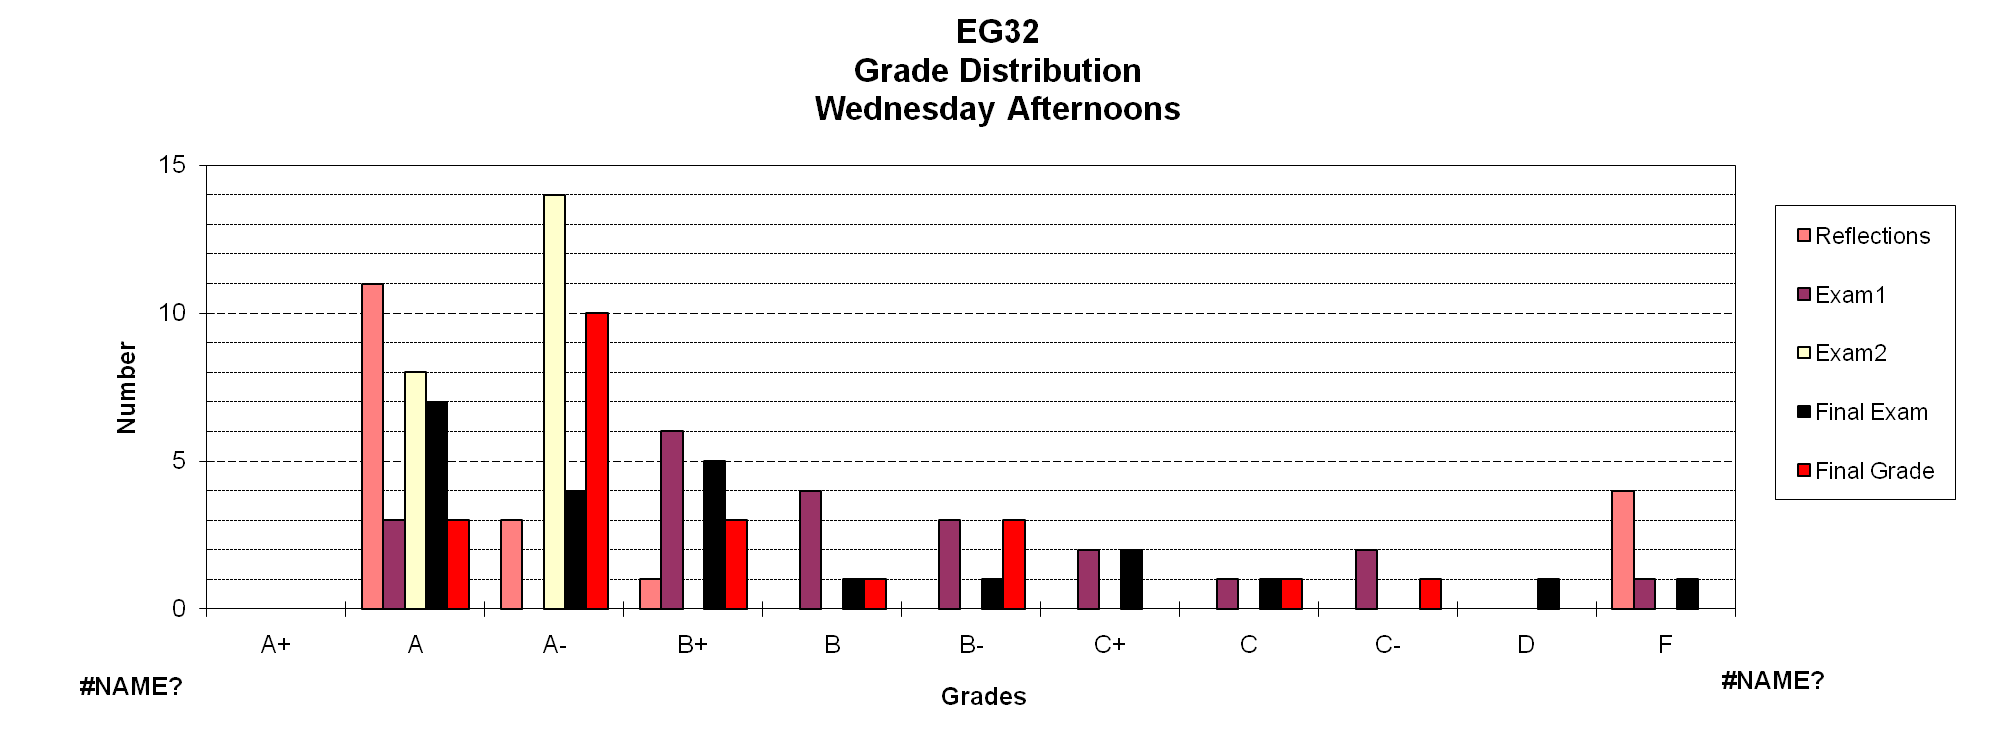 EG32
Grade Distribution
Wednesday Afternoons
15
10
5
0
Number
A+ A A- B+ B B- C+ C C- D F
Grades
#NAME?
#NAME?
Reflections
Exam1
Exam2
Final Exam
Final Grade